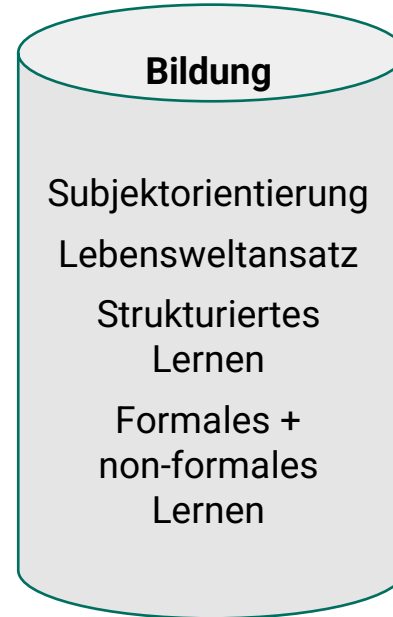 Bildung
Subjektorientierung
Lebensweltansatz
Strukturiertes
Lernen
Formales +
non-formales
Lernen